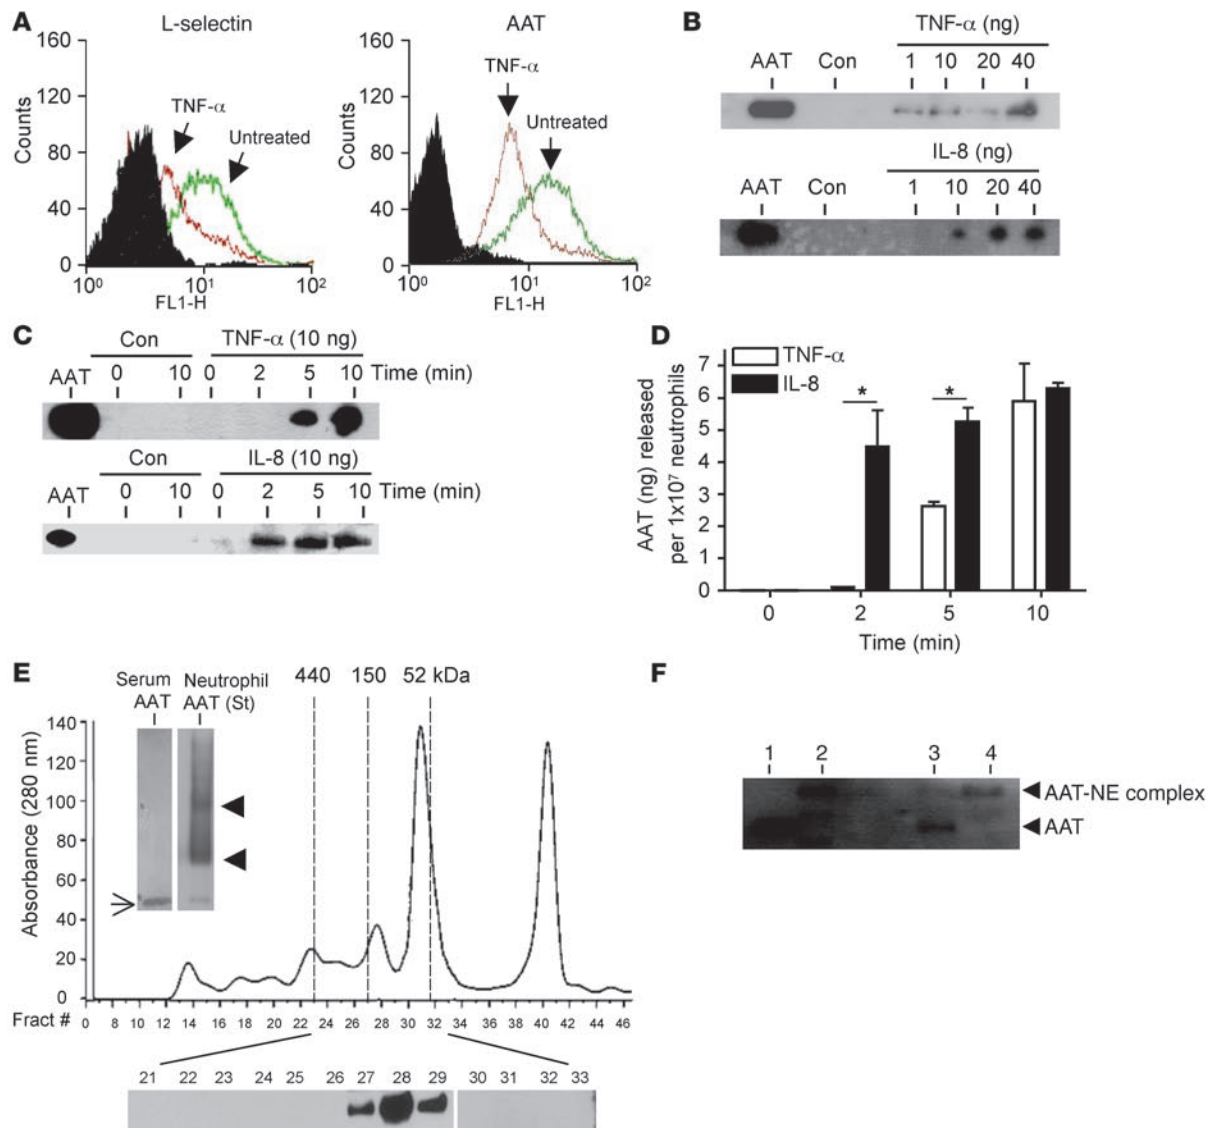 A
L-selectin
AAT
160
120
80
40
0
Counts
TNF-α
Untreated
10⁰ 10¹ 10²
FL1-H
160
120
80
40
0
Counts
TNF-α
Untreated
10⁰ 10¹ 10²
FL1-H
B
TNF-α (ng)
AAT Con 1 10 20 40
IL-8 (ng)
AAT Con 1 10 20 40
C
Con TNF-α (10 ng)
AAT 0 10 0 2 5 10 Time (min)
Con IL-8 (10 ng)
AAT 0 10 0 2 5 10 Time (min)
D
TNF-α
IL-8
7
6
5
4
3
2
1
0
AAT (ng) released
per 1x10⁷ neutrophils
* *
0 2 5 10
Time (min)
E
Serum Neutrophil
AAT AAT (St)
440 150 52 kDa
140
120
100
80
60
40
20
0
Absorbance (280 nm)
Fract # 0 8 10 12 14 16 18 20 22 24 26 28 30 32 34 36 38 40 42 44 46
21 22 23 24 25 26 27 28 29 30 31 32 33
F
1 2 3 4
AAT-NE complex
AAT